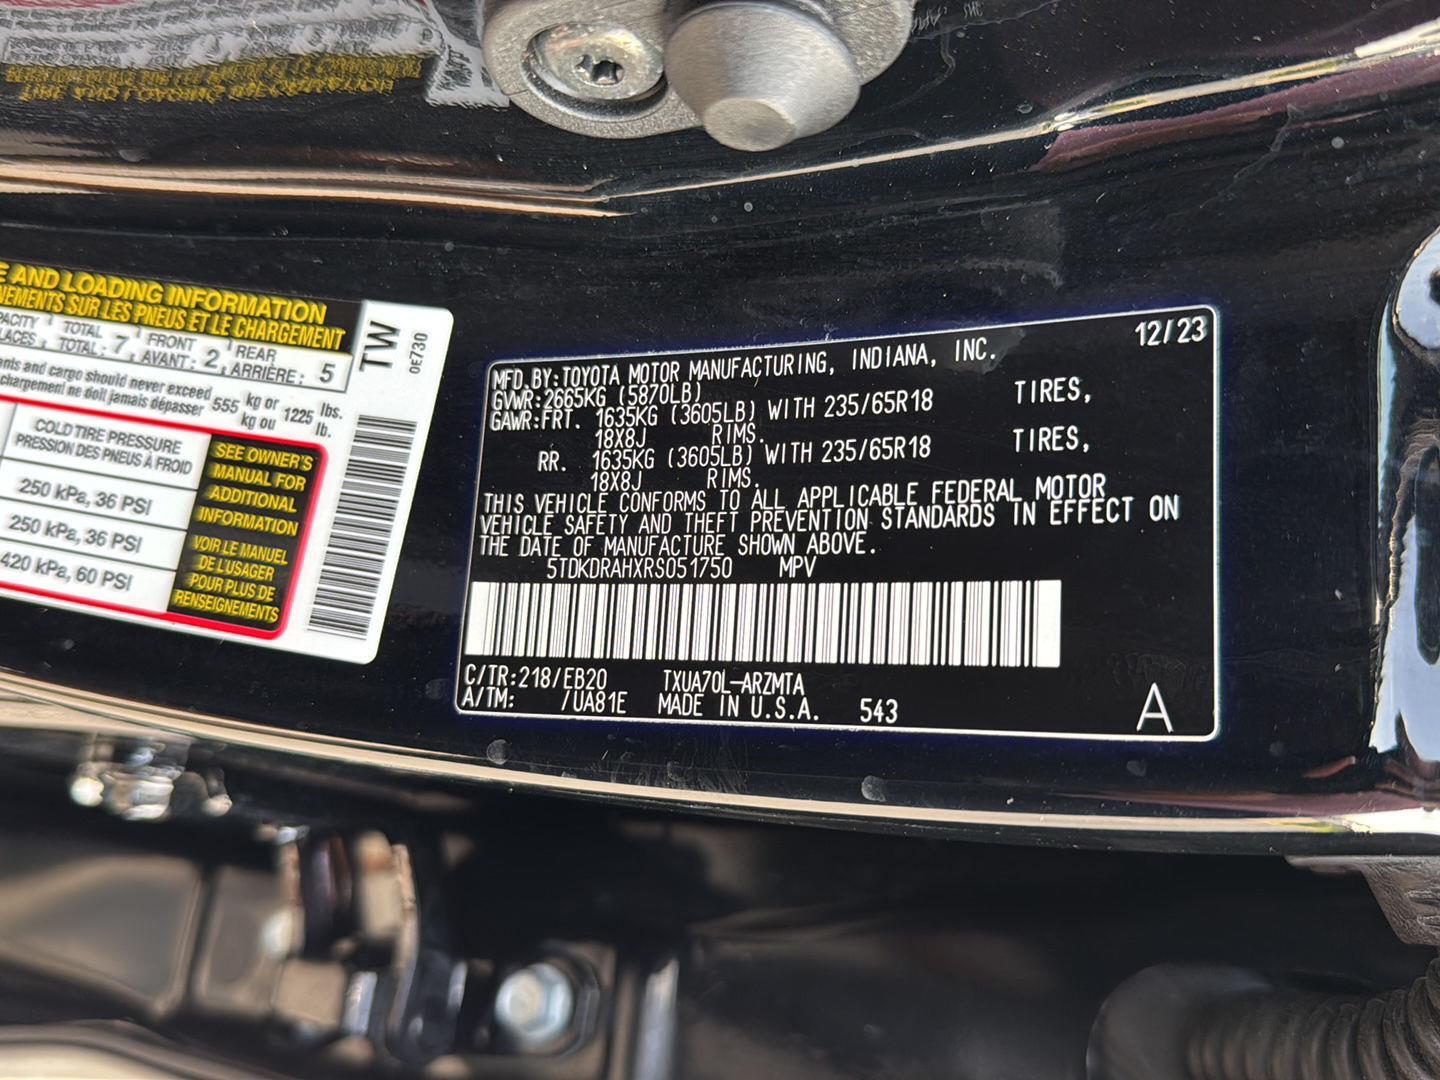 E AND LOADING INFORMATION
NEMENTS SUR LES PNEUS ET LE CHARGEMENT
PACITY TOTAL FRONT REAR
LACES, TOTAL: 7, AVANT: 2, ARRIÈRE: 5
ants and cargo should never exceed 555 kg or 1225 lbs.
chargement ne doit jamais dépasser kg ou lb.
COLD TIRE PRESSURE
PRESSION DES PNEUS À FROID
250 kPa, 36 PSI
250 kPa, 36 PSI
420 kPa, 60 PSI
SEE OWNER'S
MANUAL FOR
ADDITIONAL
INFORMATION
VOIR LE MANUEL
DE L'USAGER
POUR PLUS DE
RENSEIGNEMENTS
TW
0E730
12/23
MFD.BY:TOYOTA MOTOR MANUFACTURING, INDIANA, INC.
GVWR:2665KG (5870LB)
GAWR:FRT. 1635KG (3605LB) WITH 235/65R18 TIRES,
18X8J RIMS.
RR. 1635KG (3605LB) WITH 235/65R18 TIRES,
18X8J RIMS.
THIS VEHICLE CONFORMS TO ALL APPLICABLE FEDERAL MOTOR
VEHICLE SAFETY AND THEFT PREVENTION STANDARDS IN EFFECT ON
THE DATE OF MANUFACTURE SHOWN ABOVE.
5TDKDRAHXRS051750 MPV
C/TR:218/EB20 TXUA70L-ARZMTA
A/TM: /UA81E MADE IN U.S.A. 543
A